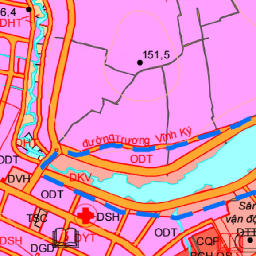 6.4
DHT
151,5
đường Trương Vĩnh Ký
ODT
ODT
DKV
DVH
ODT
TSC
DSH
DSH
DYT
DGD
ODT
CQP
Sân
vận độ